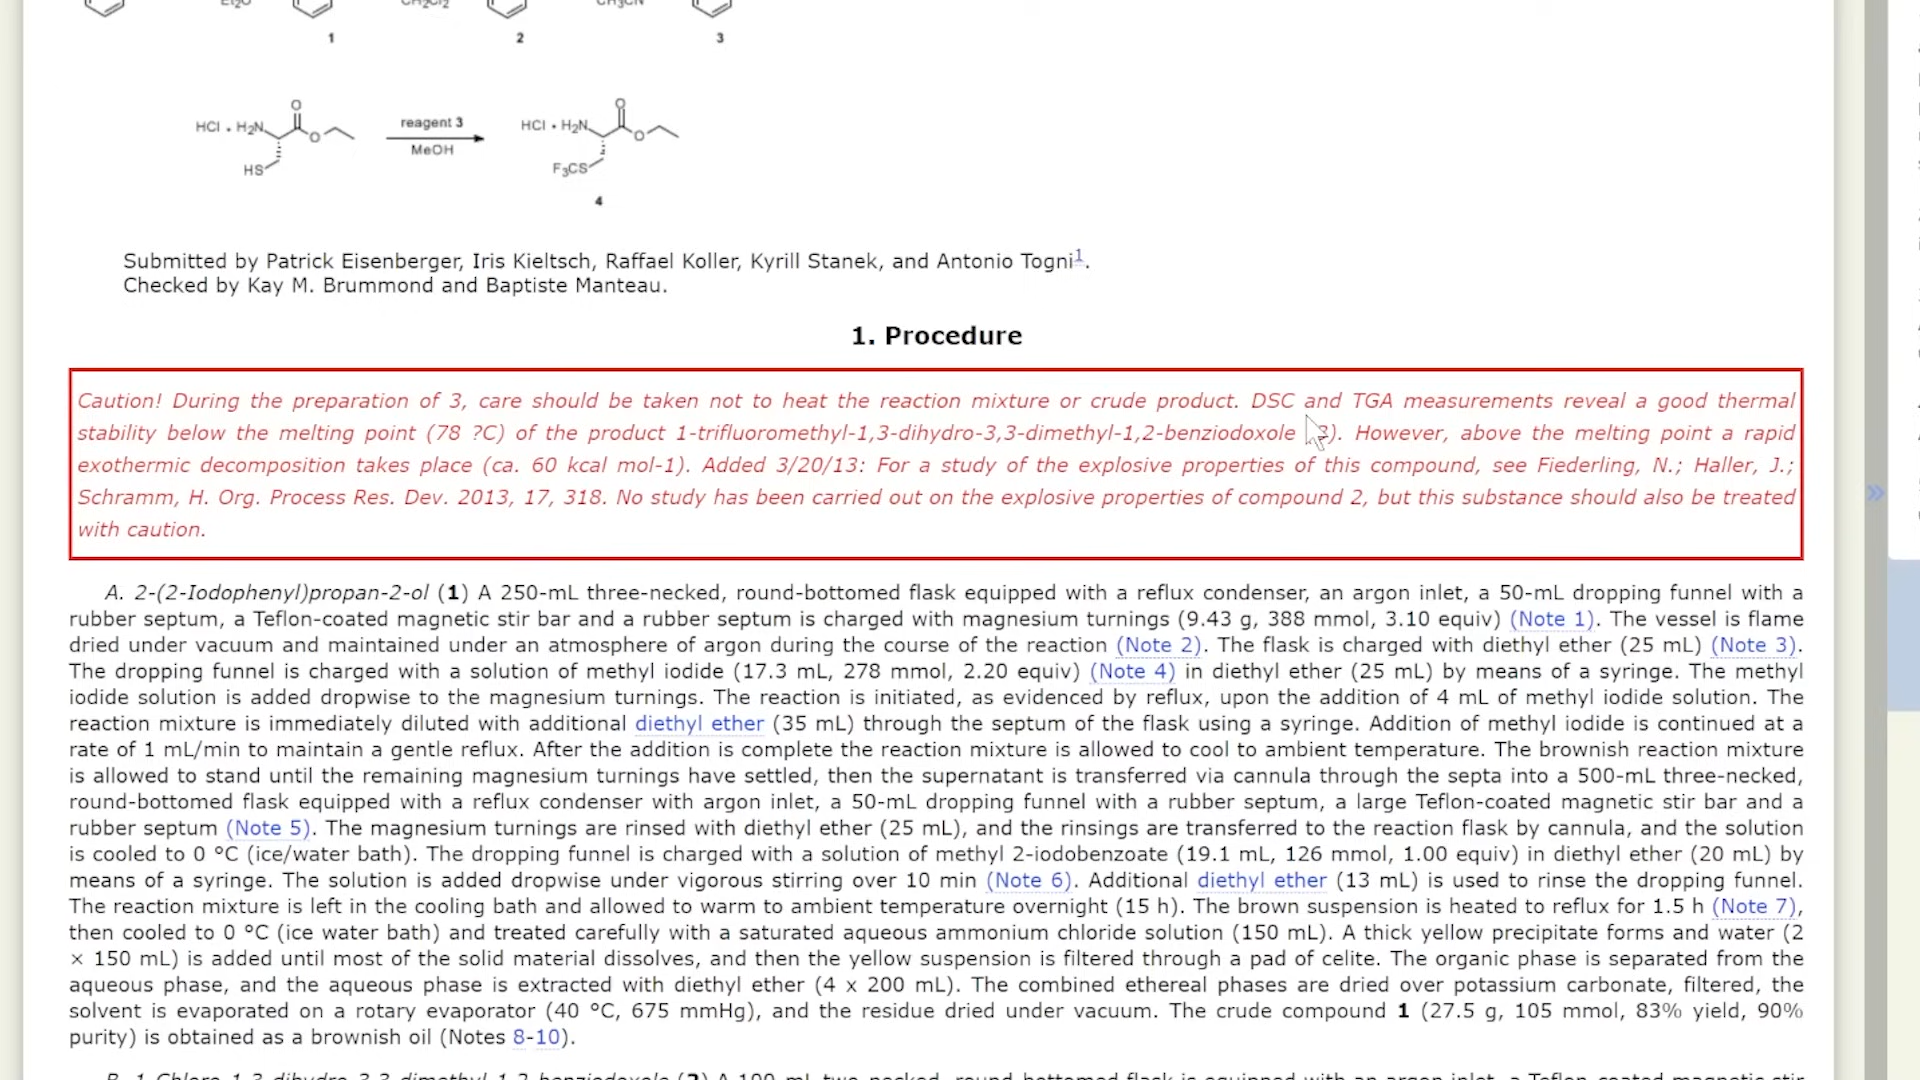 1 2 3
HCl • H2N O O reagent 3 HCl • H2N O O
MeOH
HS F3CS
4
Submitted by Patrick Eisenberger, Iris Kieltsch, Raffael Koller, Kyrill Stanek, and Antonio Togni1.
Checked by Kay M. Brummond and Baptiste Manteau.
1. Procedure
Caution! During the preparation of 3, care should be taken not to heat the reaction mixture or crude product. DSC and TGA measurements reveal a good thermal
stability below the melting point (78 ?C) of the product 1-trifluoromethyl-1,3-dihydro-3,3-dimethyl-1,2-benziodoxole 3). However, above the melting point a rapid
exothermic decomposition takes place (ca. 60 kcal mol-1). Added 3/20/13: For a study of the explosive properties of this compound, see Fiederling, N.; Haller, J.;
Schramm, H. Org. Process Res. Dev. 2013, 17, 318. No study has been carried out on the explosive properties of compound 2, but this substance should also be treated
with caution.
A. 2-(2-Iodophenyl)propan-2-ol (1) A 250-mL three-necked, round-bottomed flask equipped with a reflux condenser, an argon inlet, a 50-mL dropping funnel with a
rubber septum, a Teflon-coated magnetic stir bar and a rubber septum is charged with magnesium turnings (9.43 g, 388 mmol, 3.10 equiv) (Note 1). The vessel is flame
dried under vacuum and maintained under an atmosphere of argon during the course of the reaction (Note 2). The flask is charged with diethyl ether (25 mL) (Note 3).
The dropping funnel is charged with a solution of methyl iodide (17.3 mL, 278 mmol, 2.20 equiv) (Note 4) in diethyl ether (25 mL) by means of a syringe. The methyl
iodide solution is added dropwise to the magnesium turnings. The reaction is initiated, as evidenced by reflux, upon the addition of 4 mL of methyl iodide solution. The
reaction mixture is immediately diluted with additional diethyl ether (35 mL) through the septum of the flask using a syringe. Addition of methyl iodide is continued at a
rate of 1 mL/min to maintain a gentle reflux. After the addition is complete the reaction mixture is allowed to cool to ambient temperature. The brownish reaction mixture
is allowed to stand until the remaining magnesium turnings have settled, then the supernatant is transferred via cannula through the septa into a 500-mL three-necked,
round-bottomed flask equipped with a reflux condenser with argon inlet, a 50-mL dropping funnel with a rubber septum, a large Teflon-coated magnetic stir bar and a
rubber septum (Note 5). The magnesium turnings are rinsed with diethyl ether (25 mL), and the rinsings are transferred to the reaction flask by cannula, and the solution
is cooled to 0 °C (ice/water bath). The dropping funnel is charged with a solution of methyl 2-iodobenzoate (19.1 mL, 126 mmol, 1.00 equiv) in diethyl ether (20 mL) by
means of a syringe. The solution is added dropwise under vigorous stirring over 10 min (Note 6). Additional diethyl ether (13 mL) is used to rinse the dropping funnel.
The reaction mixture is left in the cooling bath and allowed to warm to ambient temperature overnight (15 h). The brown suspension is heated to reflux for 1.5 h (Note 7),
then cooled to 0 °C (ice water bath) and treated carefully with a saturated aqueous ammonium chloride solution (150 mL). A thick yellow precipitate forms and water (2
x 150 mL) is added until most of the solid material dissolves, and then the yellow suspension is filtered through a pad of celite. The organic phase is separated from the
aqueous phase, and the aqueous phase is extracted with diethyl ether (4 x 200 mL). The combined ethereal phases are dried over potassium carbonate, filtered, the
solvent is evaporated on a rotary evaporator (40 °C, 675 mmHg), and the residue dried under vacuum. The crude compound 1 (27.5 g, 105 mmol, 83% yield, 90%
purity) is obtained as a brownish oil (Notes 8-10).